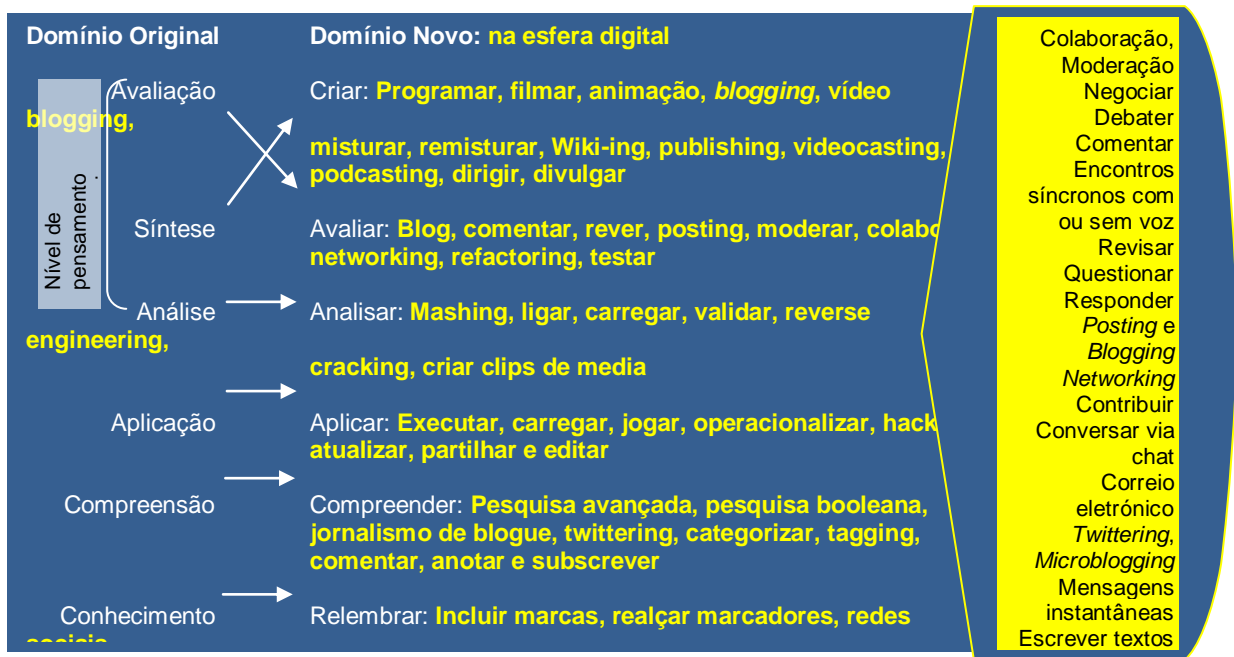 Domínio Original
Domínio Novo: na esfera digital
Nível de
pensamento
Avaliação
Criar: Programar, filmar, animação, blogging, vídeo
blogging,
misturar, remisturar, Wiki-ing, publishing, videocasting,
podcasting, dirigir, divulgar
Síntese
Avaliar: Blog, comentar, rever, posting, moderar, colabo
networking, refactoring, testar
Análise
Analisar: Mashing, ligar, carregar, validar, reverse
engineering,
cracking, criar clips de media
Aplicação
Aplicar: Executar, carregar, jogar, operacionalizar, hack
atualizar, partilhar e editar
Compreensão
Compreender: Pesquisa avançada, pesquisa booleana,
jornalismo de blogue, twittering, categorizar, tagging,
comentar, anotar e subscrever
Conhecimento
Relembrar: Incluir marcas, realçar marcadores, redes
Colaboração,
Moderação
Negociar
Debater
Comentar
Encontros
síncronos com
ou sem voz
Revisar
Questionar
Responder
Posting e
Blogging
Networking
Contribuir
Conversar via
chat
Correio
eletrónico
Twittering,
Microblogging
Mensagens
instantâneas
Escrever textos